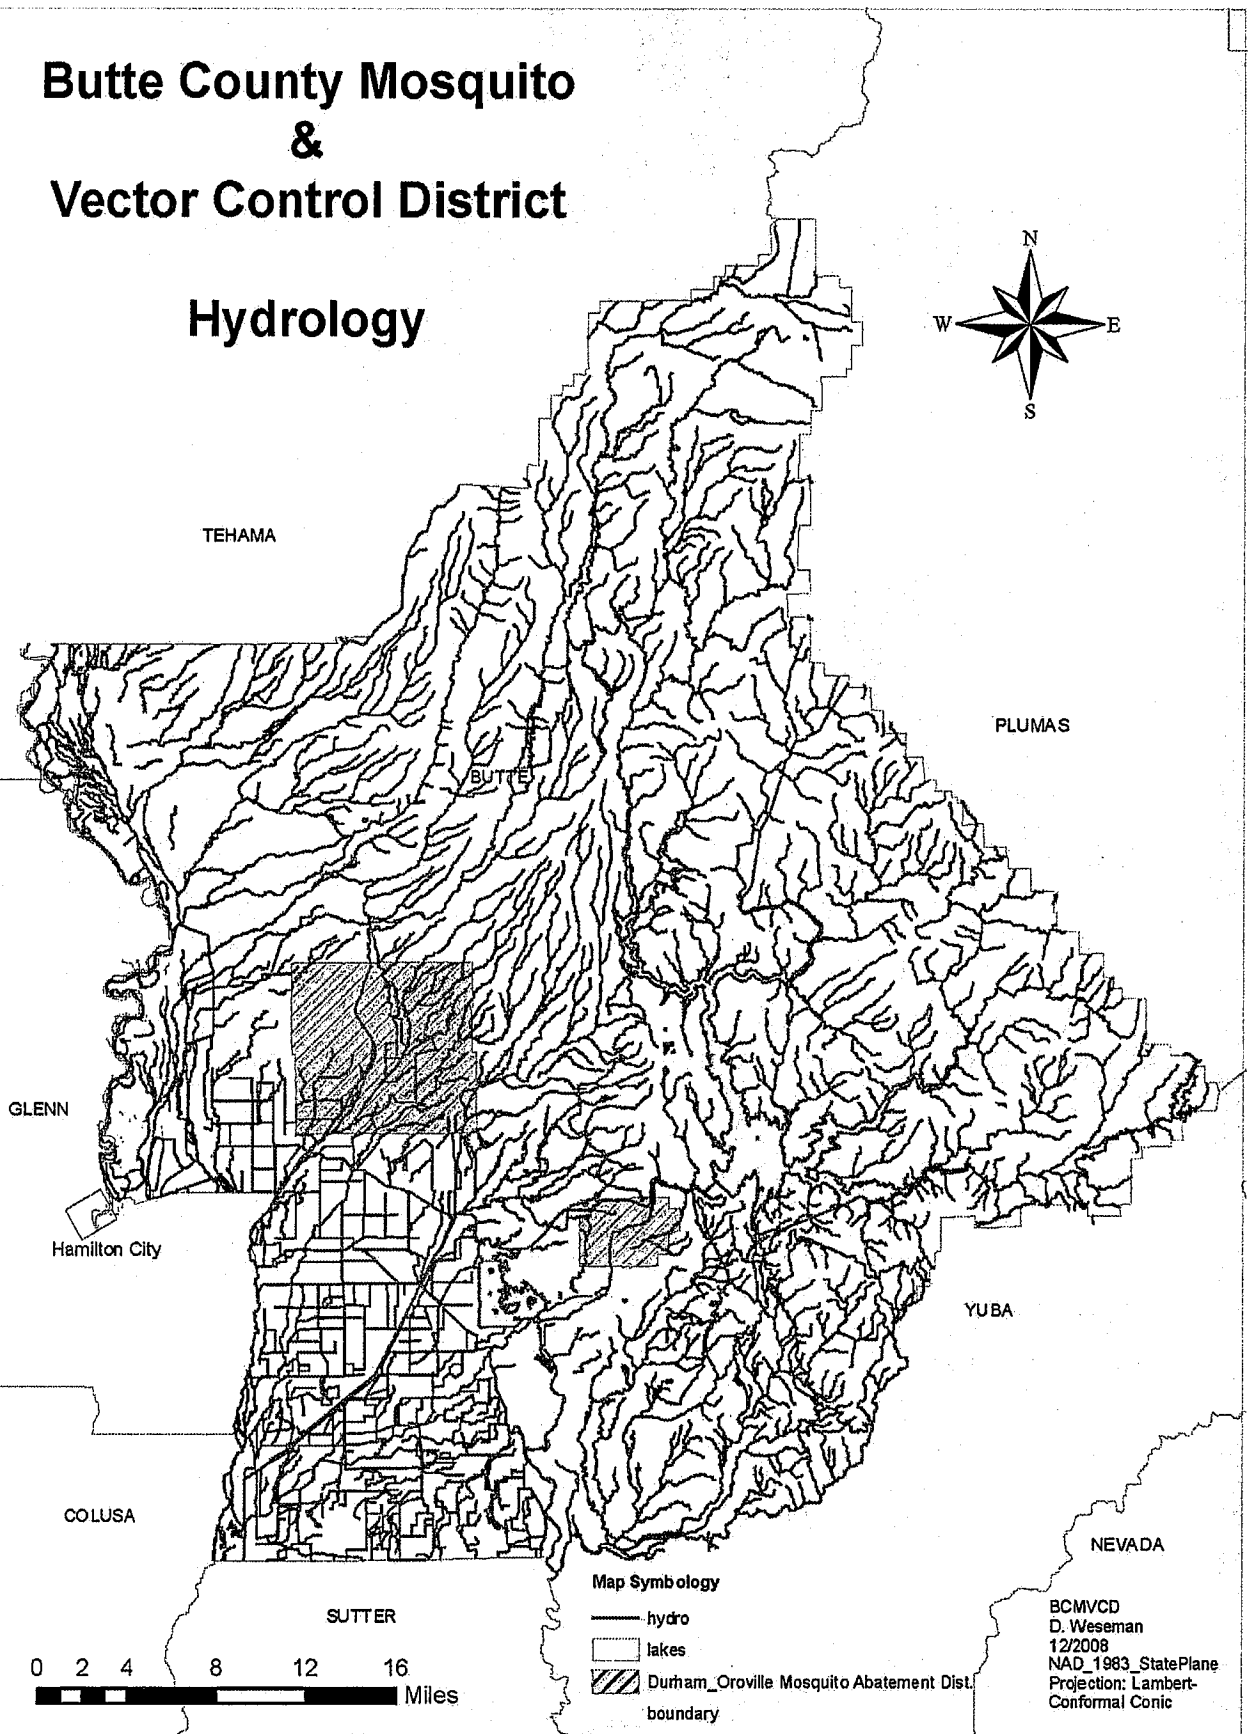 Butte County Mosquito
&
Vector Control District
Hydrology
N
W E
S
TEHAMA
PLUMAS
BUTTE
GLENN
Hamilton City
YUBA
COLUSA
NEVADA
SUTTER
Map Symbology
hydro
lakes
Durham_Oroville Mosquito Abatement Dist.
boundary
0 2 4 8 12 16
Miles
BCMVCD
D. Weseman
12/2008
NAD_1983_StatePlane
Projection: Lambert-
Conformal Conic